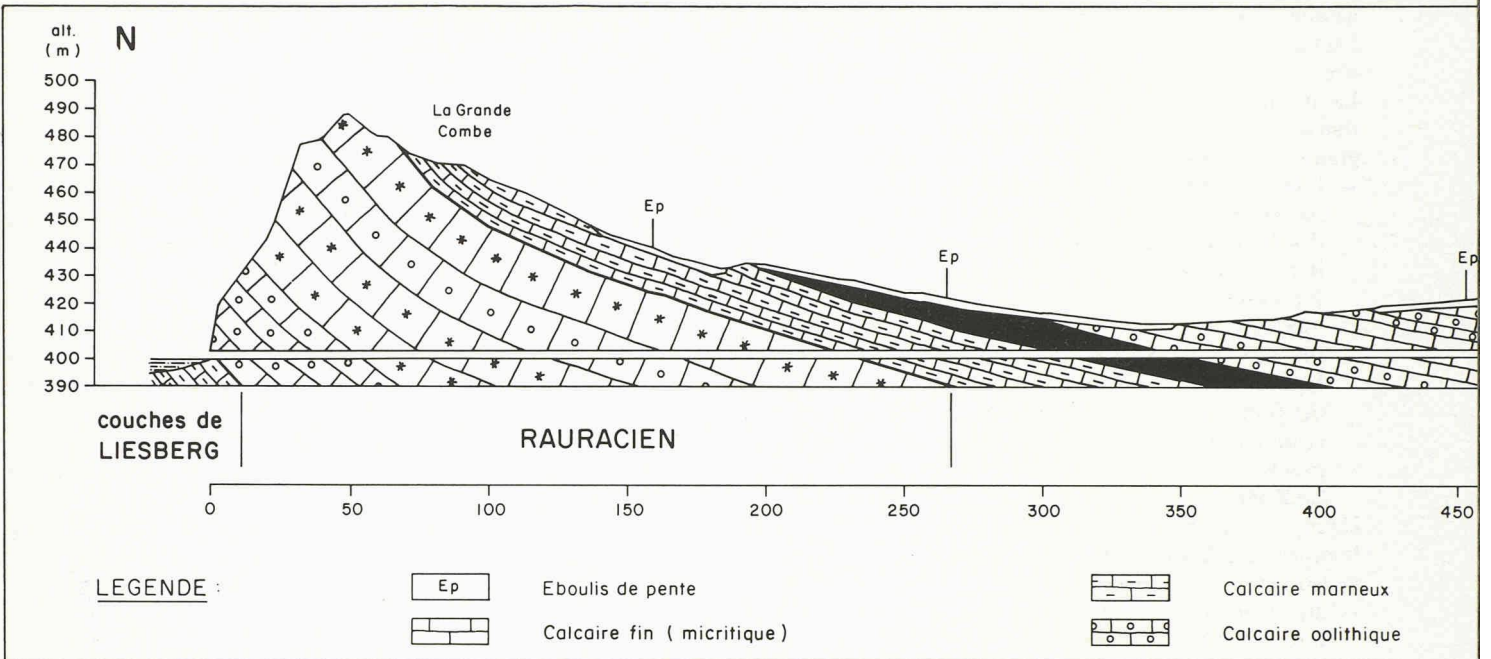 alt.
(m)
N
500
490
480
470
460
450
440
430
420
410
400
390
La Grande
Combe
Ep
Ep
Ep
couches de
LIESBERG
RAURACIEN
0
50
100
150
200
250
300
350
400
450
LEGENDE :
Ep
Eboulis de pente
Calcaire marneux
Calcaire fin ( micritique )
Calcaire oolithique